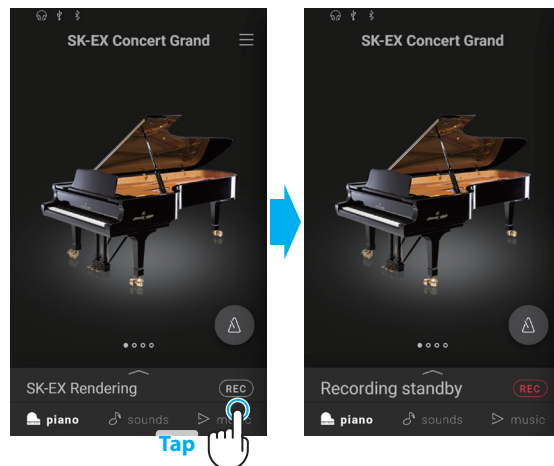 SK-EX Concert Grand
SK-EX Rendering
REC
piano
sounds
music
Tap
SK-EX Concert Grand
Recording standby
REC
piano
sounds
music